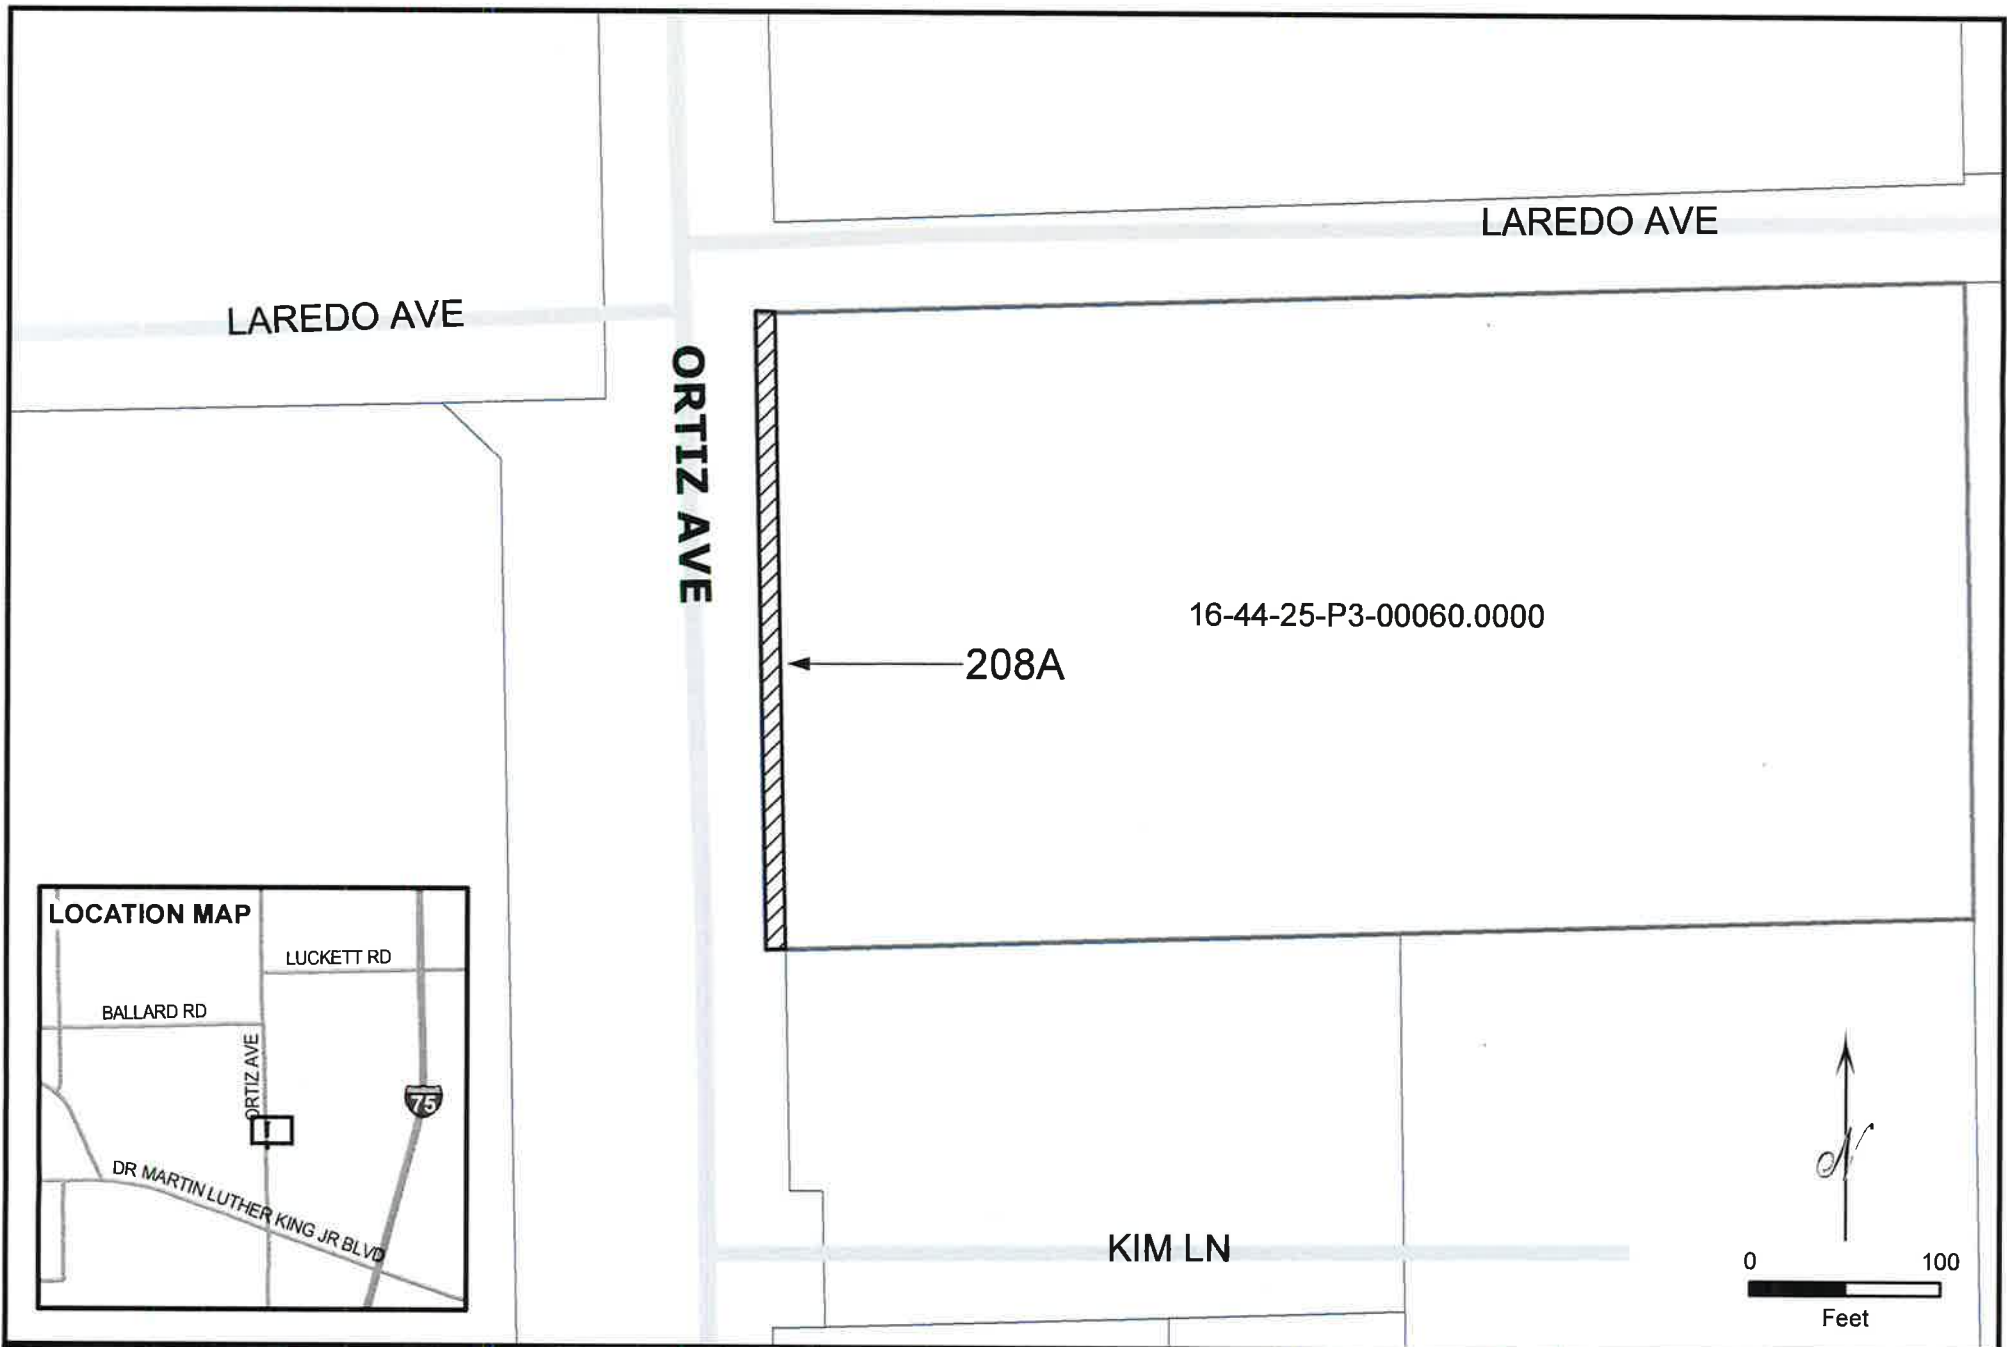 LAREDO AVE
LAREDO AVE
ORTIZ AVE
16-44-25-P3-00060.0000
208A
LOCATION MAP
LUCKETT RD
BALLARD RD
ORTIZ AVE
75
DR MARTIN LUTHER KING JR BLVD
KIM LN
N
0 100
Feet